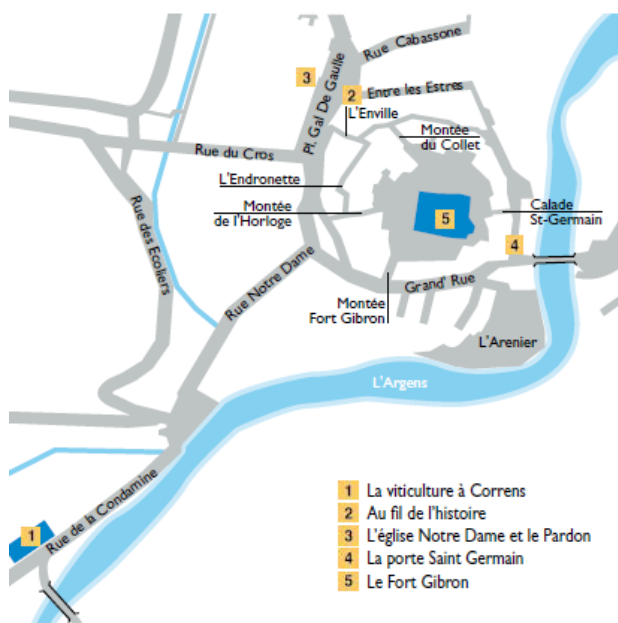 Rue Cabassone
3
Pl. Gal De Gaulle
2
Entre les Estres
L'Enville
Montée
du Collet
Rue du Cros
L'Endronette
Montée
de l'Horloge
5
Calade
St-Germain
4
Rue des Ecoliers
Rue Notre Dame
Grand' Rue
Montée
Fort Gibron
L'Arenier
L'Argens
1
Rue de la Condamine
1 La viticulture à Correns
2 Au fil de l'histoire
3 L'église Notre Dame et le Pardon
4 La porte Saint Germain
5 Le Fort Gibron